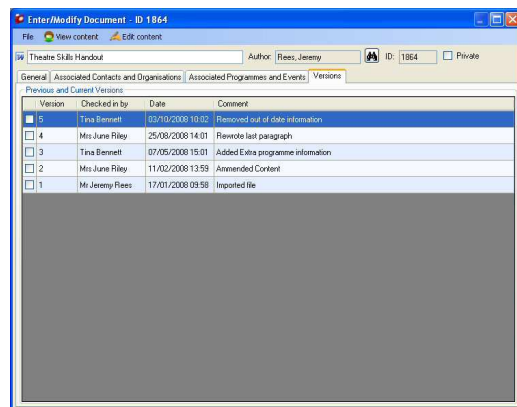 Enter/Modify Document - ID 1864
File View content Edit content
Theatre Skills Handout Author: Rees, Jeremy ID: 1864 Private
General Associated Contacts and Organisations Associated Programmes and Events Versions
Previous and Current Versions
Version Checked in by Date Comment
5 Tina Bennett 03/10/2008 10:02 Removed out of date information
4 Mrs June Riley 25/08/2008 14:01 Rewrote last paragraph
3 Tina Bennett 07/05/2008 15:01 Added Extra programme information
2 Mrs June Riley 11/02/2008 13:59 Ammended Content
1 Mr Jeremy Rees 17/01/2008 09:58 Imported file